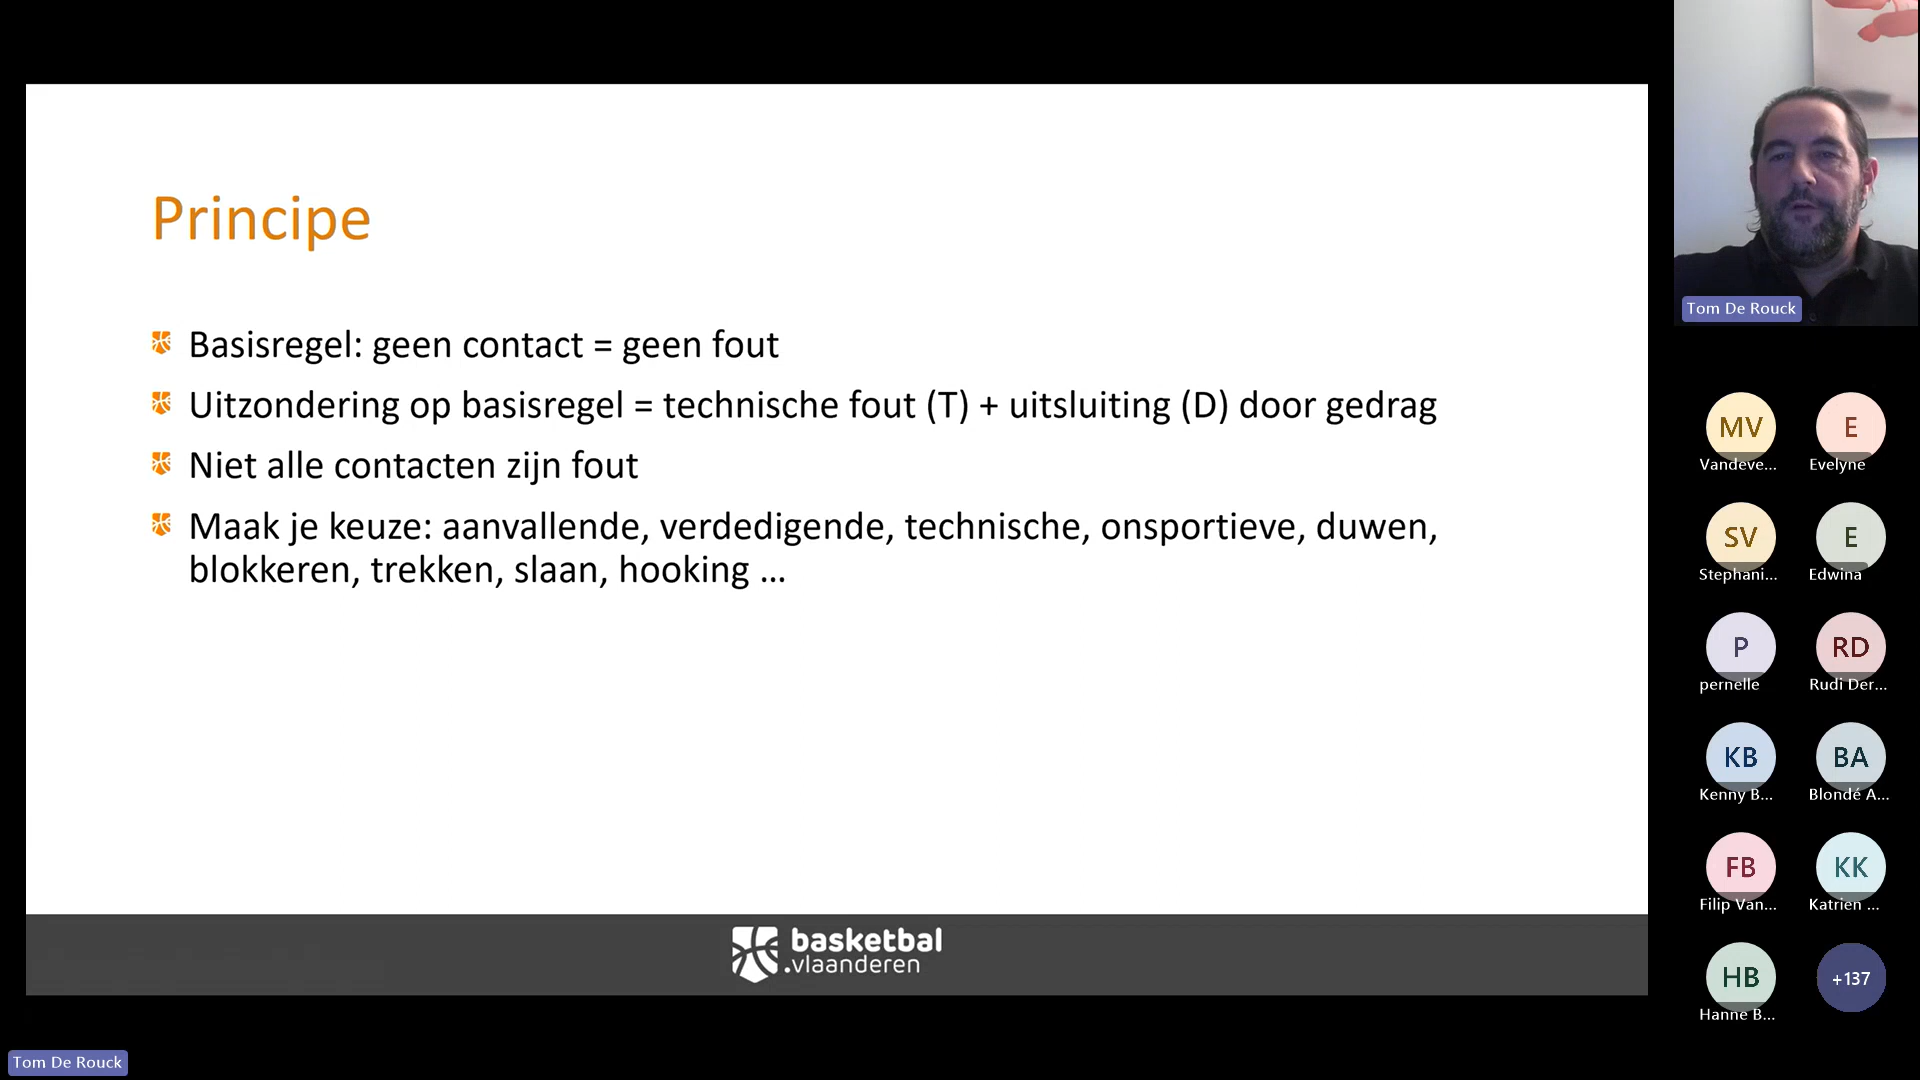 Principe
Basisregel: geen contact = geen fout
Uitzondering op basisregel = technische fout (T) + uitsluiting (D) door gedrag
Niet alle contacten zijn fout
Maak je keuze: aanvallende, verdedigende, technische, onsportieve, duwen,
blokkeren, trekken, slaan, hooking ...
basketbal
.vlaanderen
Tom De Rouck
Tom De Rouck
MV
Vandeve...
E
Evelyne
SV
Stephani...
E
Edwina
P
pernelle
RD
Rudi Der...
KB
Kenny B...
BA
Blondé A...
FB
Filip Van...
KK
Katrien ...
HB
Hanne B...
+137